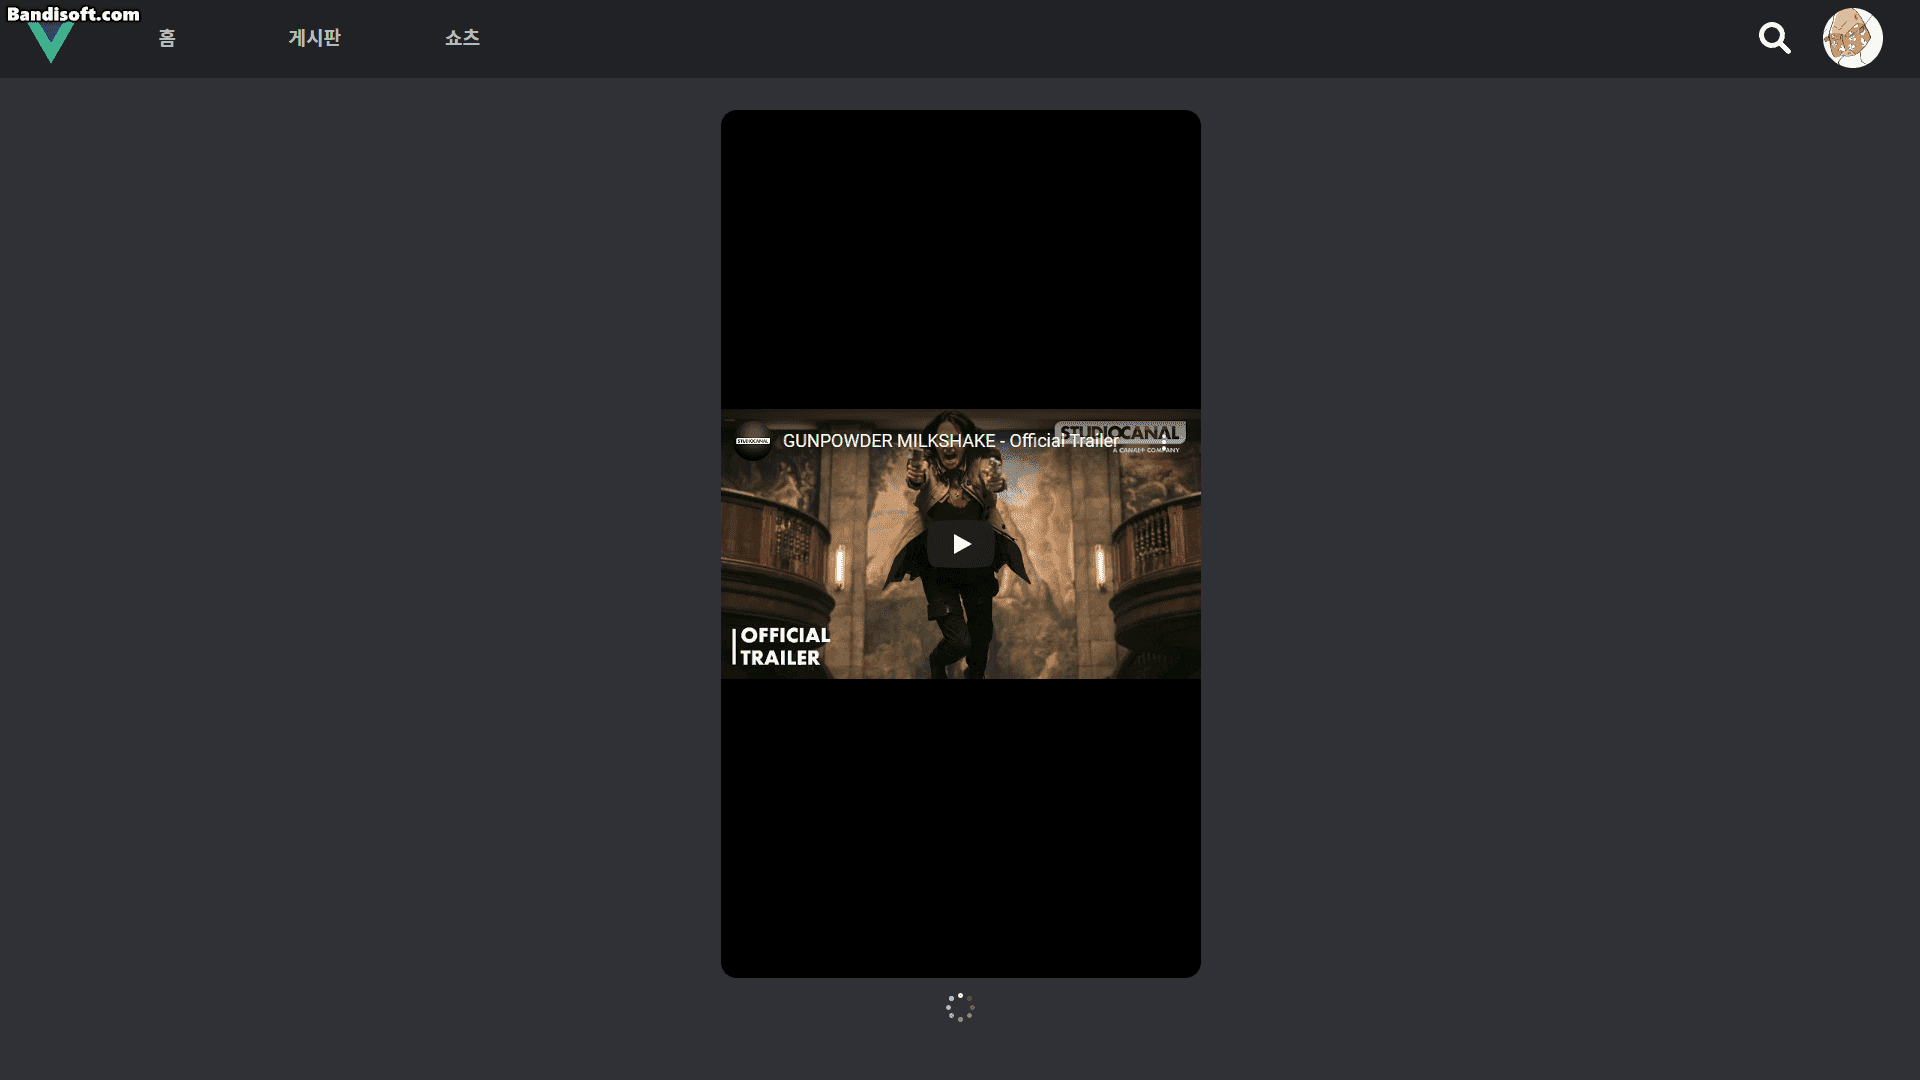 Bandisoft.com
홈 게시판 쇼츠
STUDIOCANAL
GUNPOWDER MILKSHAKE - Official Trailer
STUDIOCANAL
A CANAL+ COMPANY
OFFICIAL
TRAILER